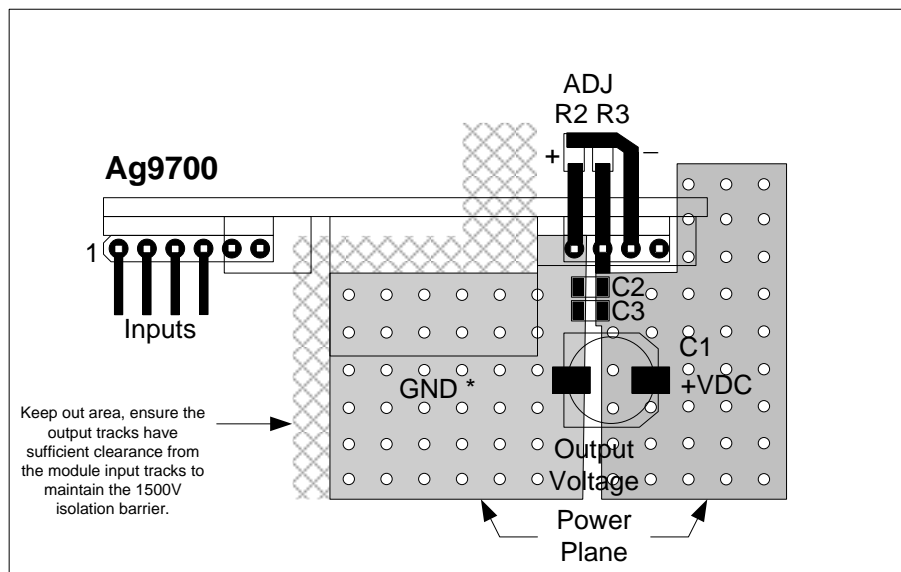 ADJ
R2 R3
+ –
Ag9700
1
Inputs
C2
C3
C1
GND *
+VDC
Keep out area, ensure the
output tracks have
sufficient clearance from
the module input tracks to
maintain the 1500V
isolation barrier.
Output
Voltage
Power
Plane